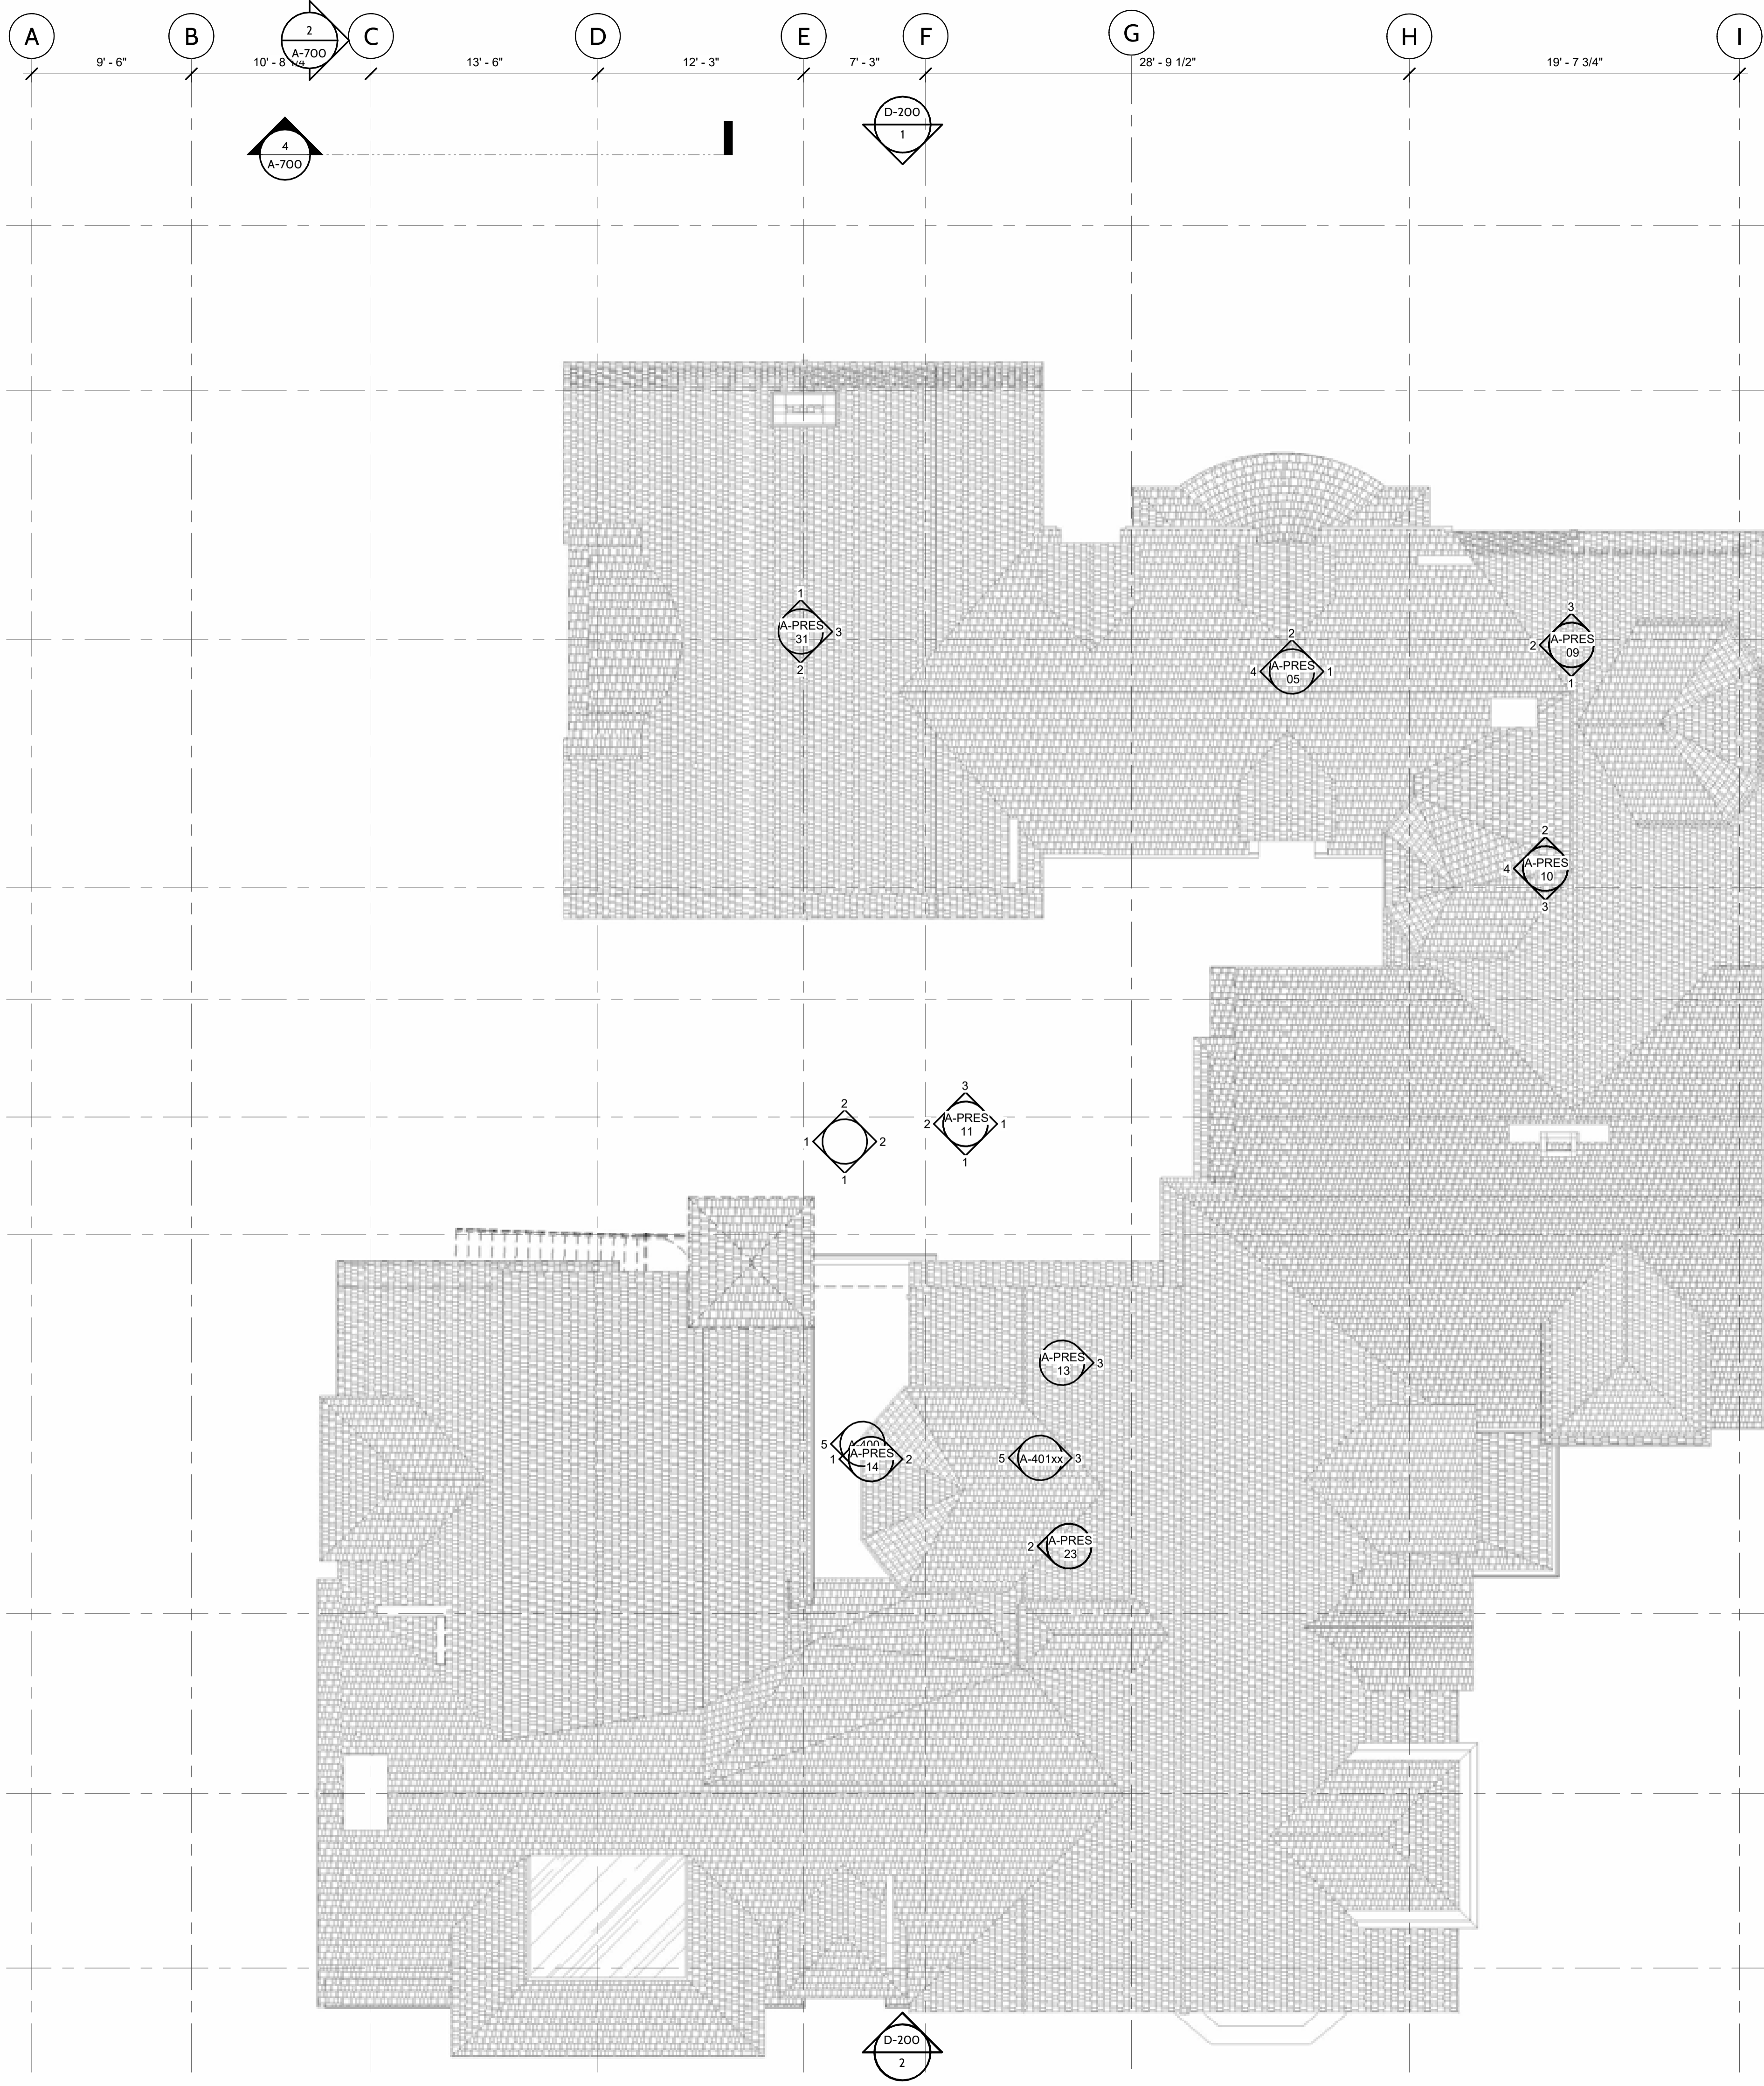 A
B
2
A-700
C
D
E
F
G
H
I
9' - 6"
10' - 8 1/4"
13' - 6"
12' - 3"
7' - 3"
28' - 9 1/2"
19' - 7 3/4"
D-200
1
4
A-700
1
A-PRES
31
3
2
2
4
A-PRES
05
1
3
2
A-PRES
09
1
2
4
A-PRES
10
3
3
2
A-PRES
11
1
1
2
1
2
1
A-PRES
13
3
5
A-400
1
A-PRES
14
2
5
A-401xx
3
2
A-PRES
23
D-200
2